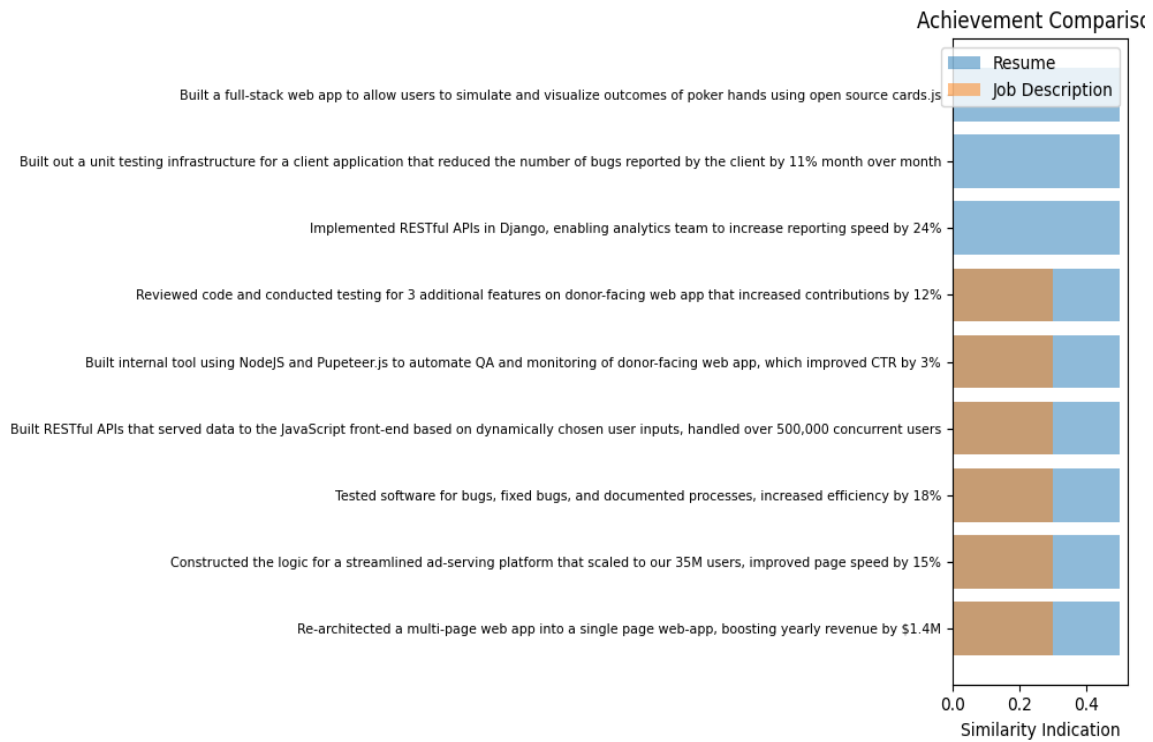 Achievement Comparisc
Resume
Job Description
Built a full-stack web app to allow users to simulate and visualize outcomes of poker hands using open source cards.js
Built out a unit testing infrastructure for a client application that reduced the number of bugs reported by the client by 11% month over month
Implemented RESTful APIs in Django, enabling analytics team to increase reporting speed by 24%
Reviewed code and conducted testing for 3 additional features on donor-facing web app that increased contributions by 12%
Built internal tool using NodeJS and Pupeteer.js to automate QA and monitoring of donor-facing web app, which improved CTR by 3%
Built RESTful APIs that served data to the JavaScript front-end based on dynamically chosen user inputs, handled over 500,000 concurrent users
Tested software for bugs, fixed bugs, and documented processes, increased efficiency by 18%
Constructed the logic for a streamlined ad-serving platform that scaled to our 35M users, improved page speed by 15%
Re-architected a multi-page web app into a single page web-app, boosting yearly revenue by $1.4M
0.0 0.2 0.4
Similarity Indication